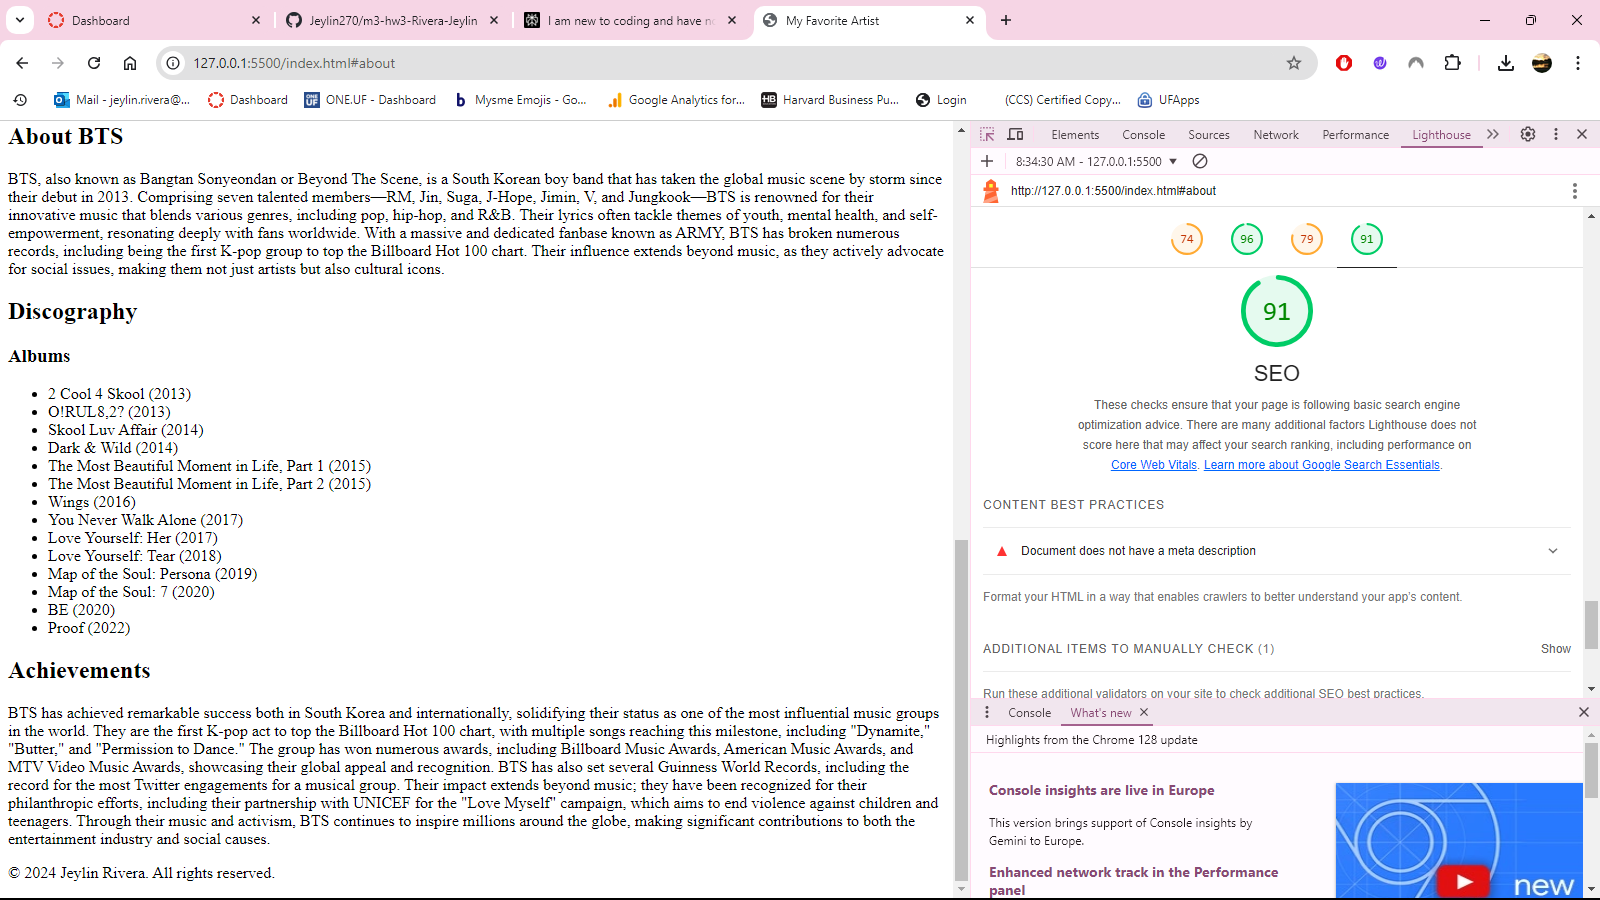 Dashboard
Jeylin270/m3-hw3-Rivera-Jeylin
I am new to coding and have no
My Favorite Artist
127.0.0.1:5500/index.html#about
Mail - jeylin.rivera@...
Dashboard
ONE.UF - Dashboard
Mysme Emojis - Go...
Google Analytics for...
Harvard Business Pu...
Login
(CCS) Certified Copy...
UFApps
About BTS
BTS, also known as Bangtan Sonyeondan or Beyond The Scene, is a South Korean boy band that has taken the global music scene by storm since
their debut in 2013. Comprising seven talented members—RM, Jin, Suga, J-Hope, Jimin, V, and Jungkook—BTS is renowned for their
innovative music that blends various genres, including pop, hip-hop, and R&B. Their lyrics often tackle themes of youth, mental health, and self-
empowerment, resonating deeply with fans worldwide. With a massive and dedicated fanbase known as ARMY, BTS has broken numerous
records, including being the first K-pop group to top the Billboard Hot 100 chart. Their influence extends beyond music, as they actively advocate
for social issues, making them not just artists but also cultural icons.
Discography
Albums
2 Cool 4 Skool (2013)
O!RUL8,2? (2013)
Skool Luv Affair (2014)
Dark & Wild (2014)
The Most Beautiful Moment in Life, Part 1 (2015)
The Most Beautiful Moment in Life, Part 2 (2015)
Wings (2016)
You Never Walk Alone (2017)
Love Yourself: Her (2017)
Love Yourself: Tear (2018)
Map of the Soul: Persona (2019)
Map of the Soul: 7 (2020)
BE (2020)
Proof (2022)
Achievements
BTS has achieved remarkable success both in South Korea and internationally, solidifying their status as one of the most influential music groups
in the world. They are the first K-pop act to top the Billboard Hot 100 chart, with multiple songs reaching this milestone, including "Dynamite,"
"Butter," and "Permission to Dance." The group has won numerous awards, including Billboard Music Awards, American Music Awards, and
MTV Video Music Awards, showcasing their global appeal and recognition. BTS has also set several Guinness World Records, including the
record for the most Twitter engagements for a musical group. Their impact extends beyond music; they have been recognized for their
philanthropic efforts, including their partnership with UNICEF for the "Love Myself" campaign, which aims to end violence against children and
teenagers. Through their music and activism, BTS continues to inspire millions around the globe, making significant contributions to both the
entertainment industry and social causes.
© 2024 Jeylin Rivera. All rights reserved.
Elements
Console
Sources
Network
Performance
Lighthouse
8:34:30 AM - 127.0.0.1:5500
http://127.0.0.1:5500/index.html#about
74
96
79
91
91
SEO
These checks ensure that your page is following basic search engine
optimization advice. There are many additional factors Lighthouse does not
score here that may affect your search ranking, including performance on
Core Web Vitals. Learn more about Google Search Essentials.
CONTENT BEST PRACTICES
Document does not have a meta description
Format your HTML in a way that enables crawlers to better understand your app's content.
ADDITIONAL ITEMS TO MANUALLY CHECK (1)
Show
Run these additional validators on your site to check additional SEO best practices.
Console
What's new
Highlights from the Chrome 128 update
Console insights are live in Europe
This version brings support of Console insights by
Gemini to Europe.
Enhanced network track in the Performance
panel
new